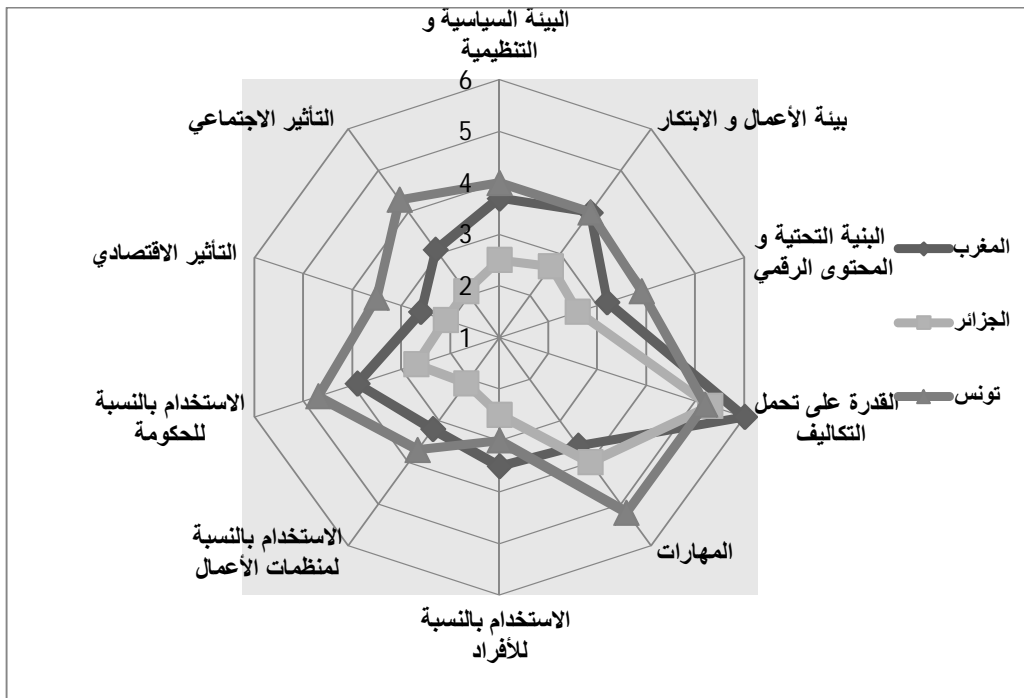 البيئة السياسية و
التنظيمية
بيئة الأعمال و الابتكار
البنية التحتية و
المحتوى الرقمي
القدرة على تحمل
التكاليف
المهارات
الاستخدام بالنسبة
للأفراد
الاستخدام بالنسبة
لمنظمات الأعمال
الاستخدام بالنسبة
للحكومة
التأثير الاقتصادي
التأثير الاجتماعي
6
5
4
3
2
1
المغرب
الجزائر
تونس